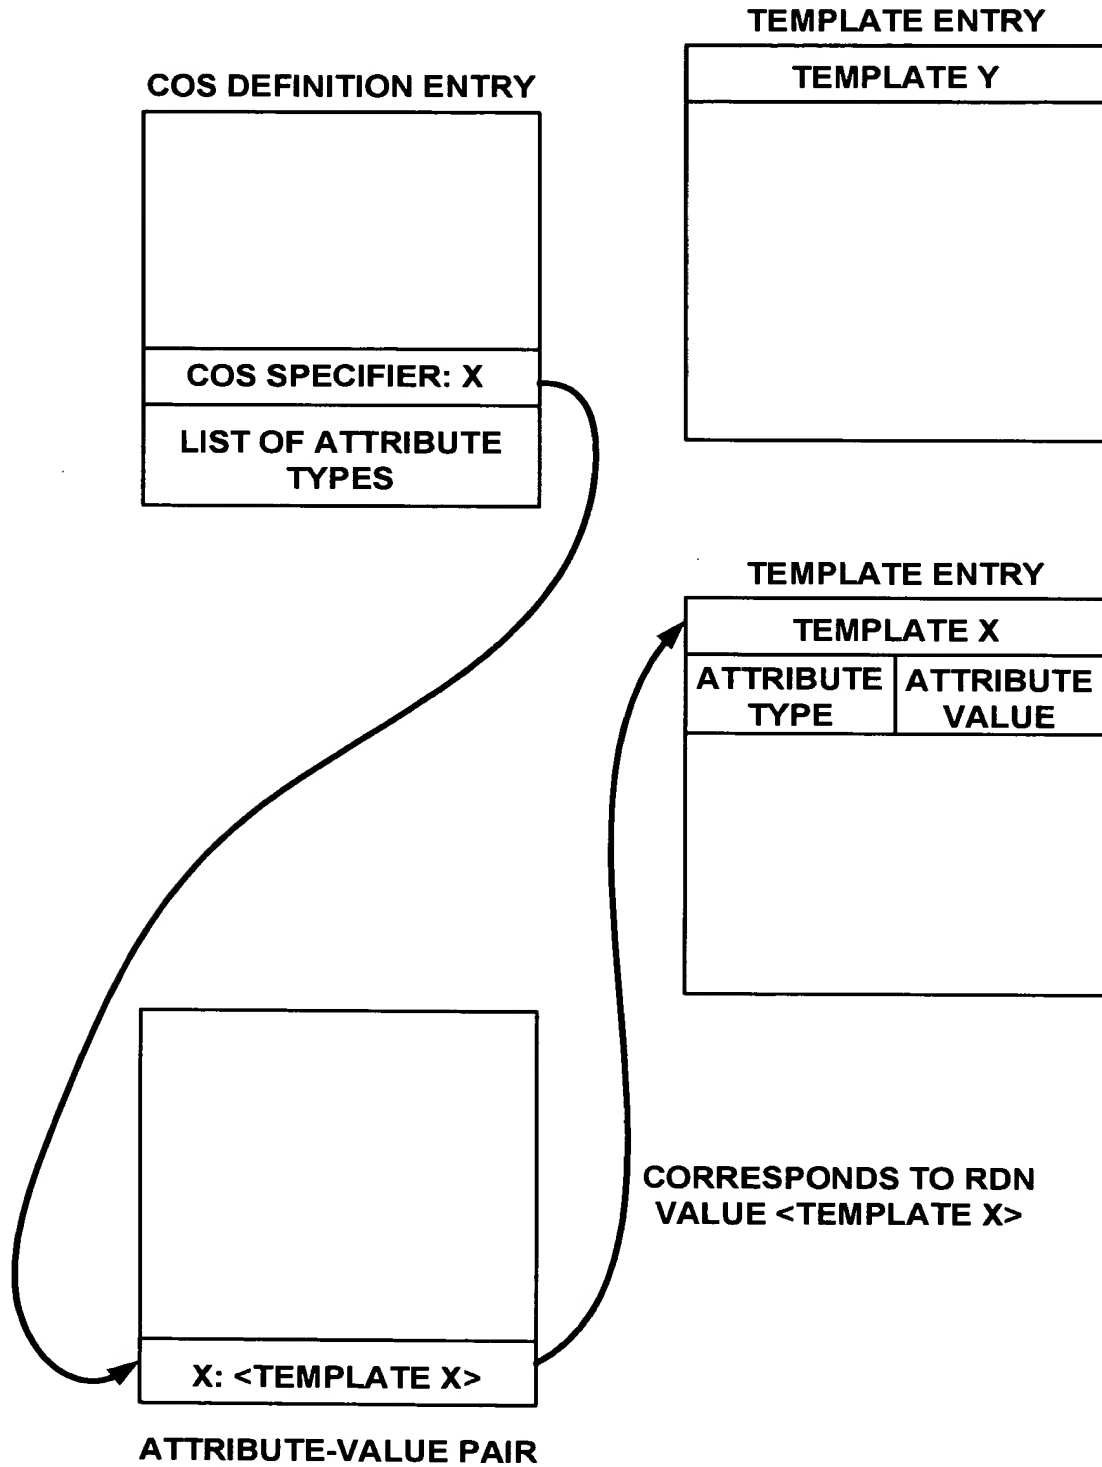 TEMPLATE ENTRY
TEMPLATE Y
COS DEFINITION ENTRY
COS SPECIFIER: X
LIST OF ATTRIBUTE
TYPES
TEMPLATE ENTRY
TEMPLATE X
ATTRIBUTE
TYPE
ATTRIBUTE
VALUE
CORRESPONDS TO RDN
VALUE <TEMPLATE X>
X: <TEMPLATE X>
ATTRIBUTE-VALUE PAIR